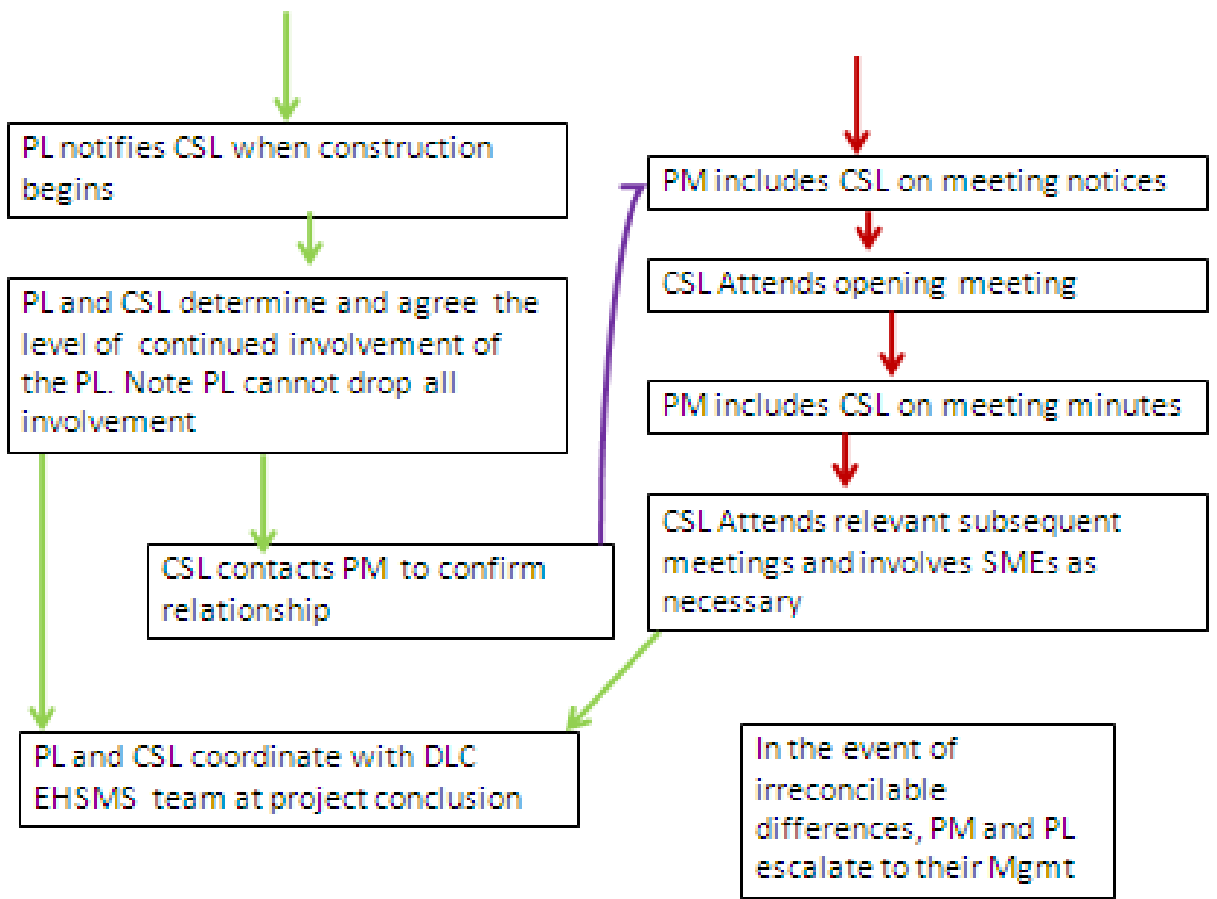 PL notifies CSL when construction
begins
PL and CSL determine and agree the
level of continued involvement of
the PL. Note PL cannot drop all
involvement
CSL contacts PM to confirm
relationship
PM includes CSL on meeting notices
CSL Attends opening meeting
PM includes CSL on meeting minutes
CSL Attends relevant subsequent
meetings and involves SMEs as
necessary
PL and CSL coordinate with DLC
EHSMS team at project conclusion
In the event of
irreconcilable
differences, PM and PL
escalate to their Mgmt